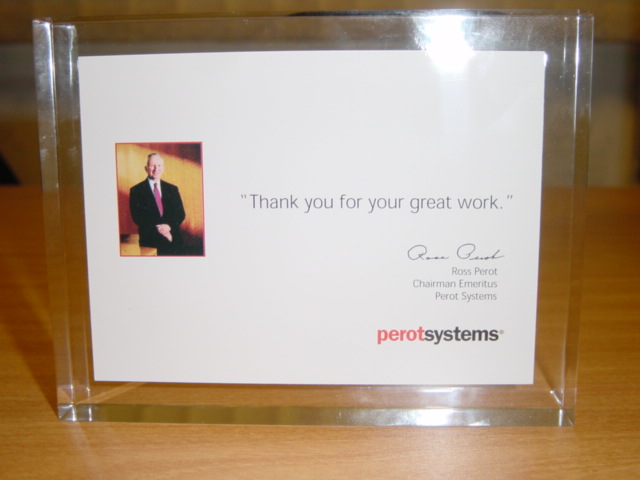 "Thank you for your great work."
Ross Perot
Ross Perot
Chairman Emeritus
Perot Systems
perotsystems®